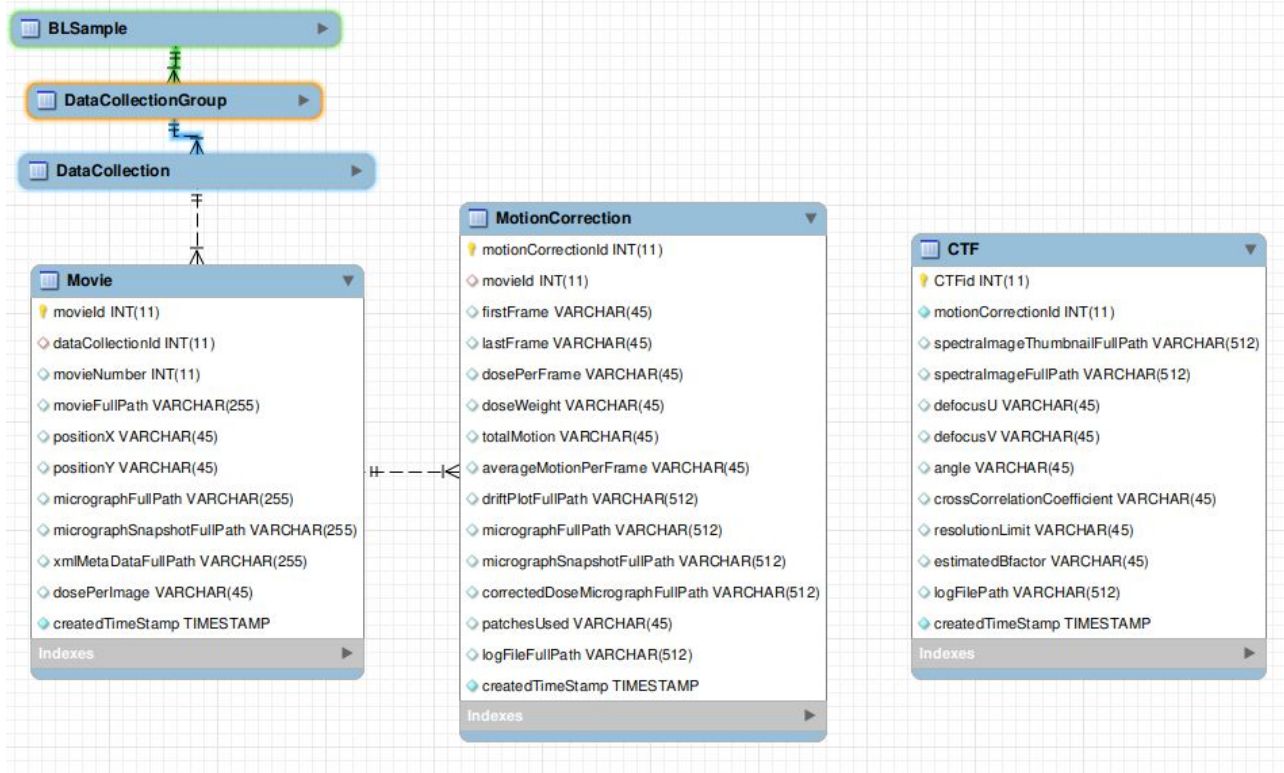 BLSample
DataCollectionGroup
DataCollection
Movie
movieId INT(11)
dataCollectionId INT(11)
movieNumber INT(11)
movieFullPath VARCHAR(255)
positionX VARCHAR(45)
positionY VARCHAR(45)
micrographFullPath VARCHAR(255)
micrographSnapshotFullPath VARCHAR(255)
xmlMetaDataFullPath VARCHAR(255)
dosePerImage VARCHAR(45)
createdTimeStamp TIMESTAMP
Indexes
MotionCorrection
motionCorrectionId INT(11)
movieId INT(11)
firstFrame VARCHAR(45)
lastFrame VARCHAR(45)
dosePerFrame VARCHAR(45)
doseWeight VARCHAR(45)
totalMotion VARCHAR(45)
averageMotionPerFrame VARCHAR(45)
driftPlotFullPath VARCHAR(512)
micrographFullPath VARCHAR(512)
micrographSnapshotFullPath VARCHAR(512)
correctedDoseMicrographFullPath VARCHAR(512)
patchesUsed VARCHAR(45)
logFileFullPath VARCHAR(512)
createdTimeStamp TIMESTAMP
Indexes
CTF
CTFid INT(11)
motionCorrectionId INT(11)
spectraImageThumbnailFullPath VARCHAR(512)
spectraImageFullPath VARCHAR(512)
defocusU VARCHAR(45)
defocusV VARCHAR(45)
angle VARCHAR(45)
crossCorrelationCoefficient VARCHAR(45)
resolutionLimit VARCHAR(45)
estimatedBfactor VARCHAR(45)
logFilePath VARCHAR(512)
createdTimeStamp TIMESTAMP
Indexes